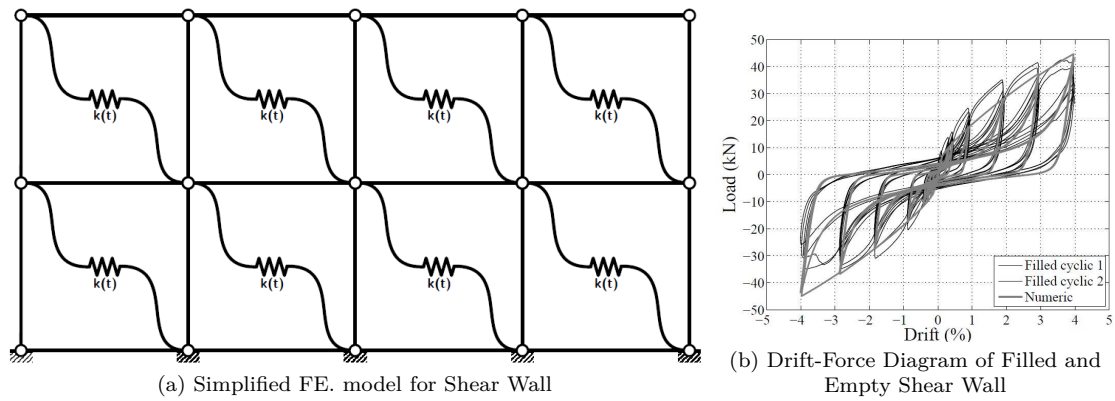 k(t) k(t) k(t) k(t)
k(t) k(t) k(t) k(t)
(a) Simplified FE. model for Shear Wall
50
40
30
20
10
0
−10
−20
−30
−40
−50
Load (kN)
Filled cyclic 1
Filled cyclic 2
Numeric
−5 −4 −3 −2 −1 0 1 2 3 4 5
Drift (%)
(b) Drift-Force Diagram of Filled and
Empty Shear Wall